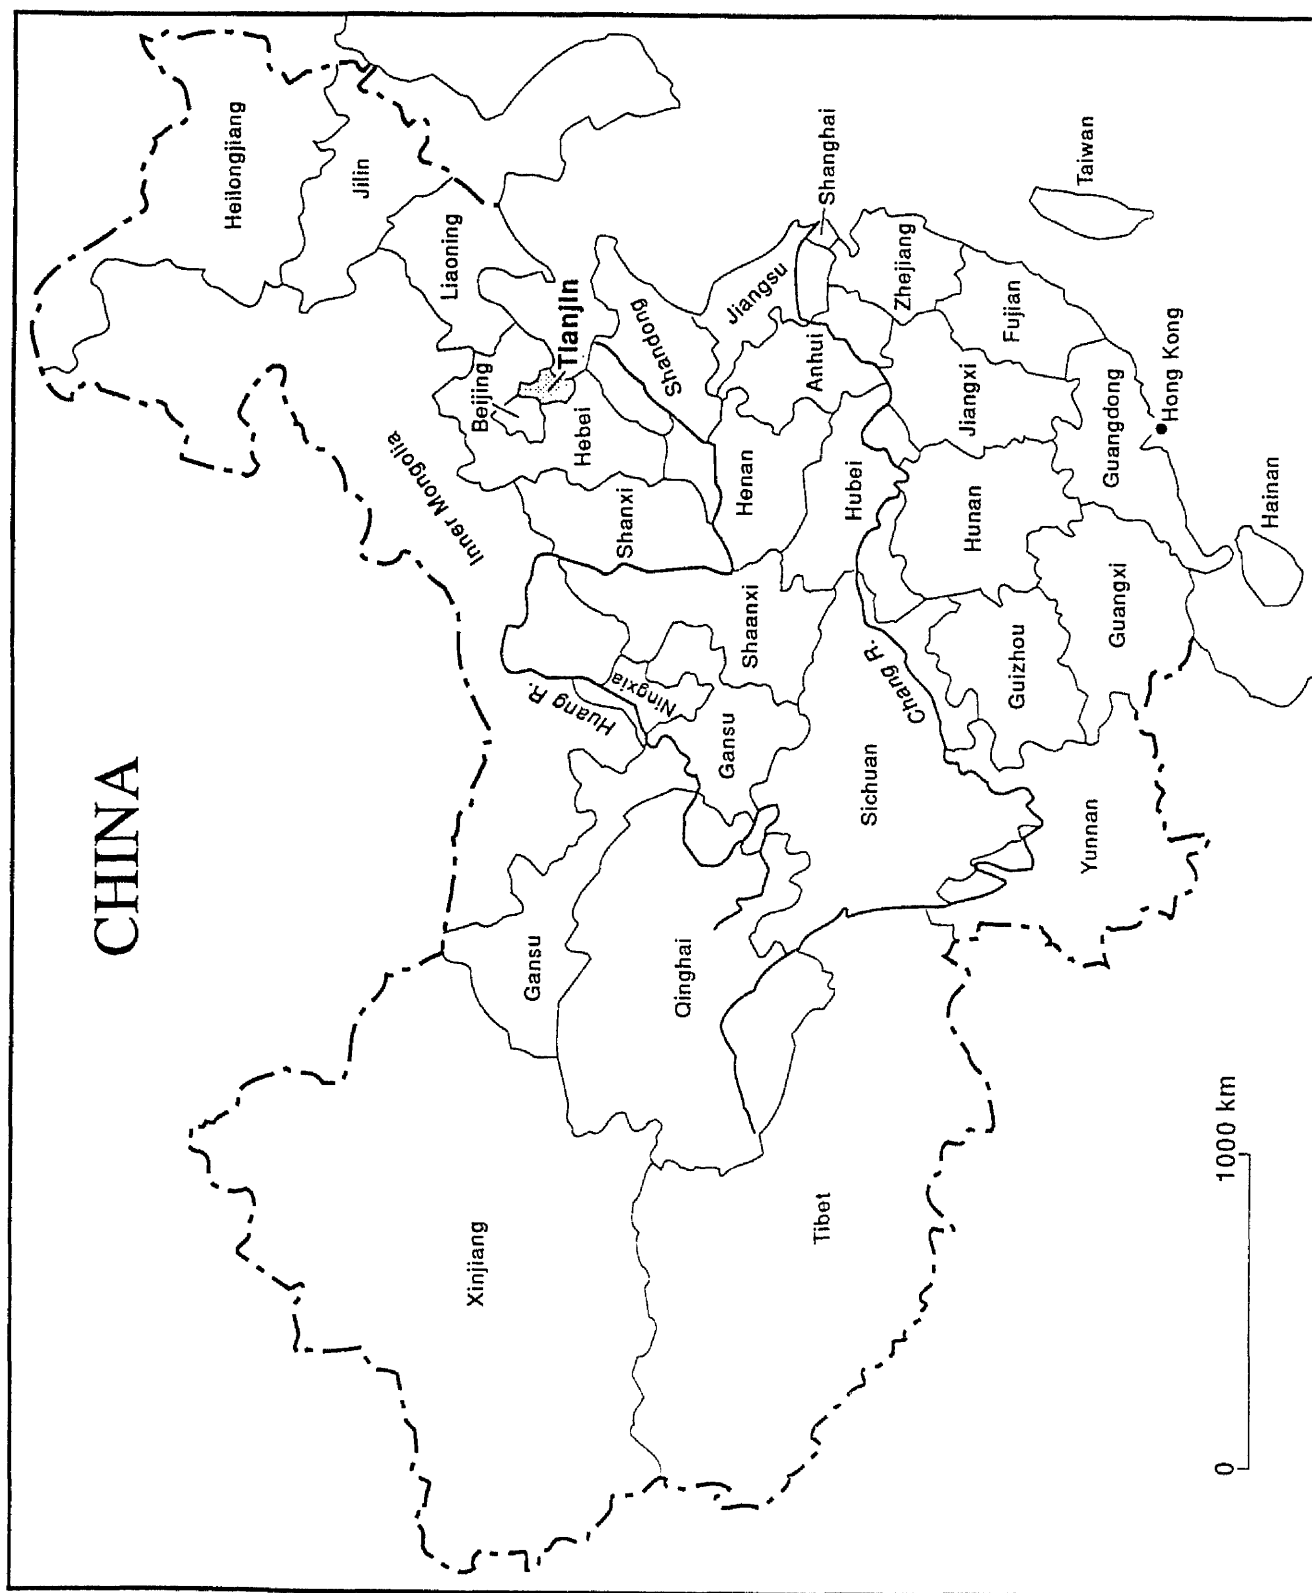 CHINA
Heilongjiang
Jilin
Liaoning
Inner Mongolia
Beijing
Tianjin
Hebei
Shandong
Shanxi
Jiangsu
Shanghai
Henan
Anhui
Shaanxi
Ningxia
Huang R.
Gansu
Gansu
Qinghai
Xinjiang
Tibet
Sichuan
Chang R.
Hubei
Zhejiang
Jiangxi
Hunan
Fujian
Guizhou
Yunnan
Guangxi
Guangdong
Hong Kong
Taiwan
Hainan
0
1000 km